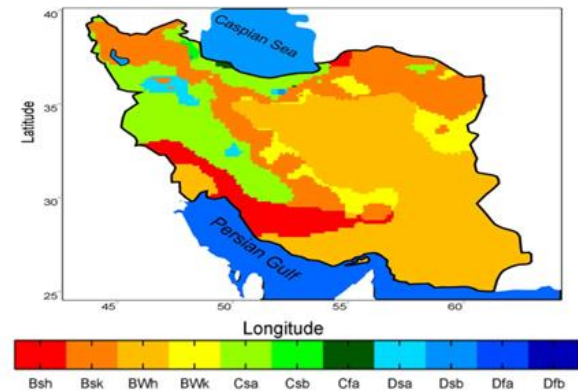 40
Caspian Sea
35
Latitude
30
Persian Gulf
25
45 50 55 60
Longitude
Bsh Bsk BWh BWk Csa Csb Cfa Dsa Dsb Dfa Dfb